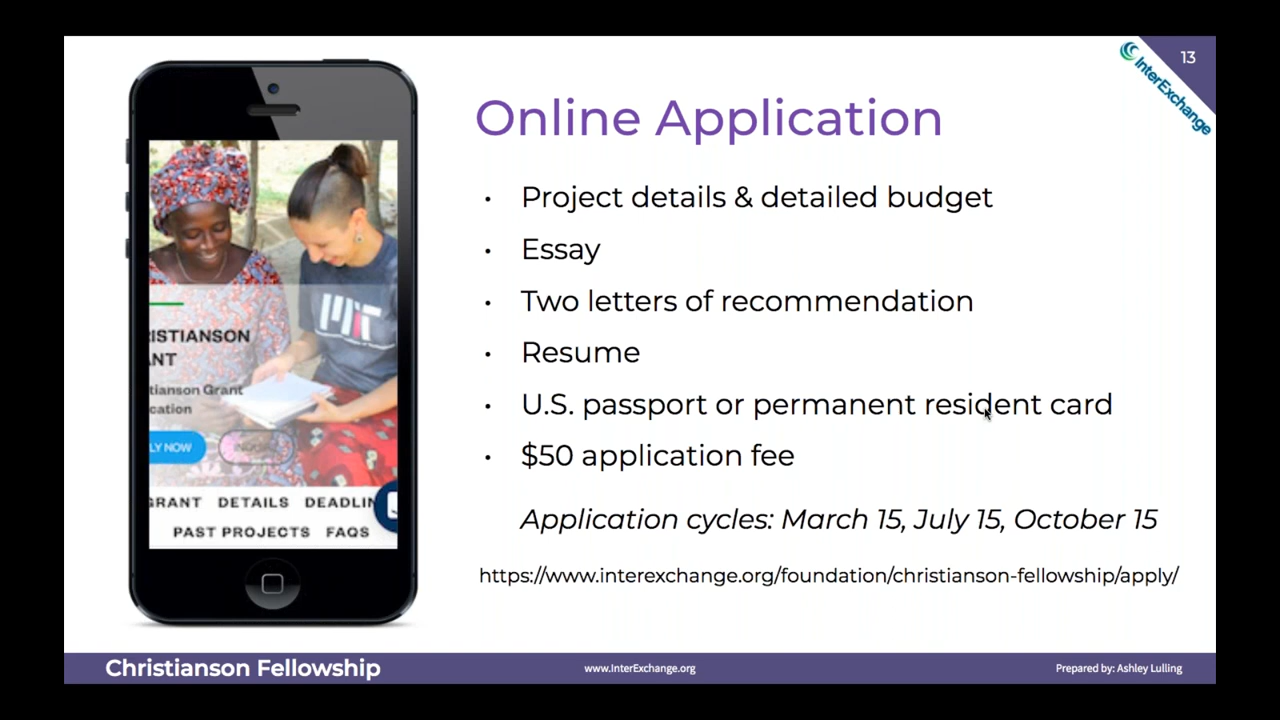 13
InterExchange
Online Application
• Project details & detailed budget
• Essay
• Two letters of recommendation
• Resume
• U.S. passport or permanent resident card
• $50 application fee
Application cycles: March 15, July 15, October 15
https://www.interexchange.org/foundation/christianson-fellowship/apply/
MIT
RISTIANSON
ANT
tianson Grant
cation
LY NOW
GRANT DETAILS DEADLIN
PAST PROJECTS FAQS
Christianson Fellowship
www.InterExchange.org
Prepared by: Ashley Lulling